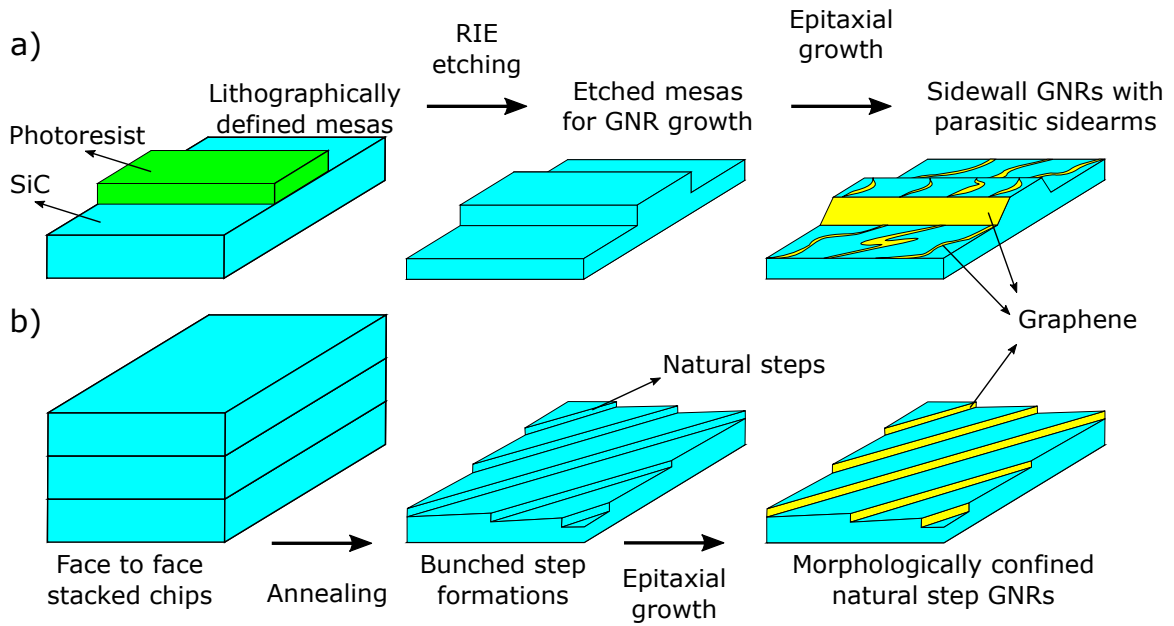 a)
RIE
etching
Epitaxial
growth
Lithographically
defined mesas
Etched mesas
for GNR growth
Sidewall GNRs with
parasitic sidearms
Photoresist
SiC
Graphene
b)
Natural steps
Face to face
stacked chips
Annealing
Bunched step
formations
Epitaxial
growth
Morphologically confined
natural step GNRs